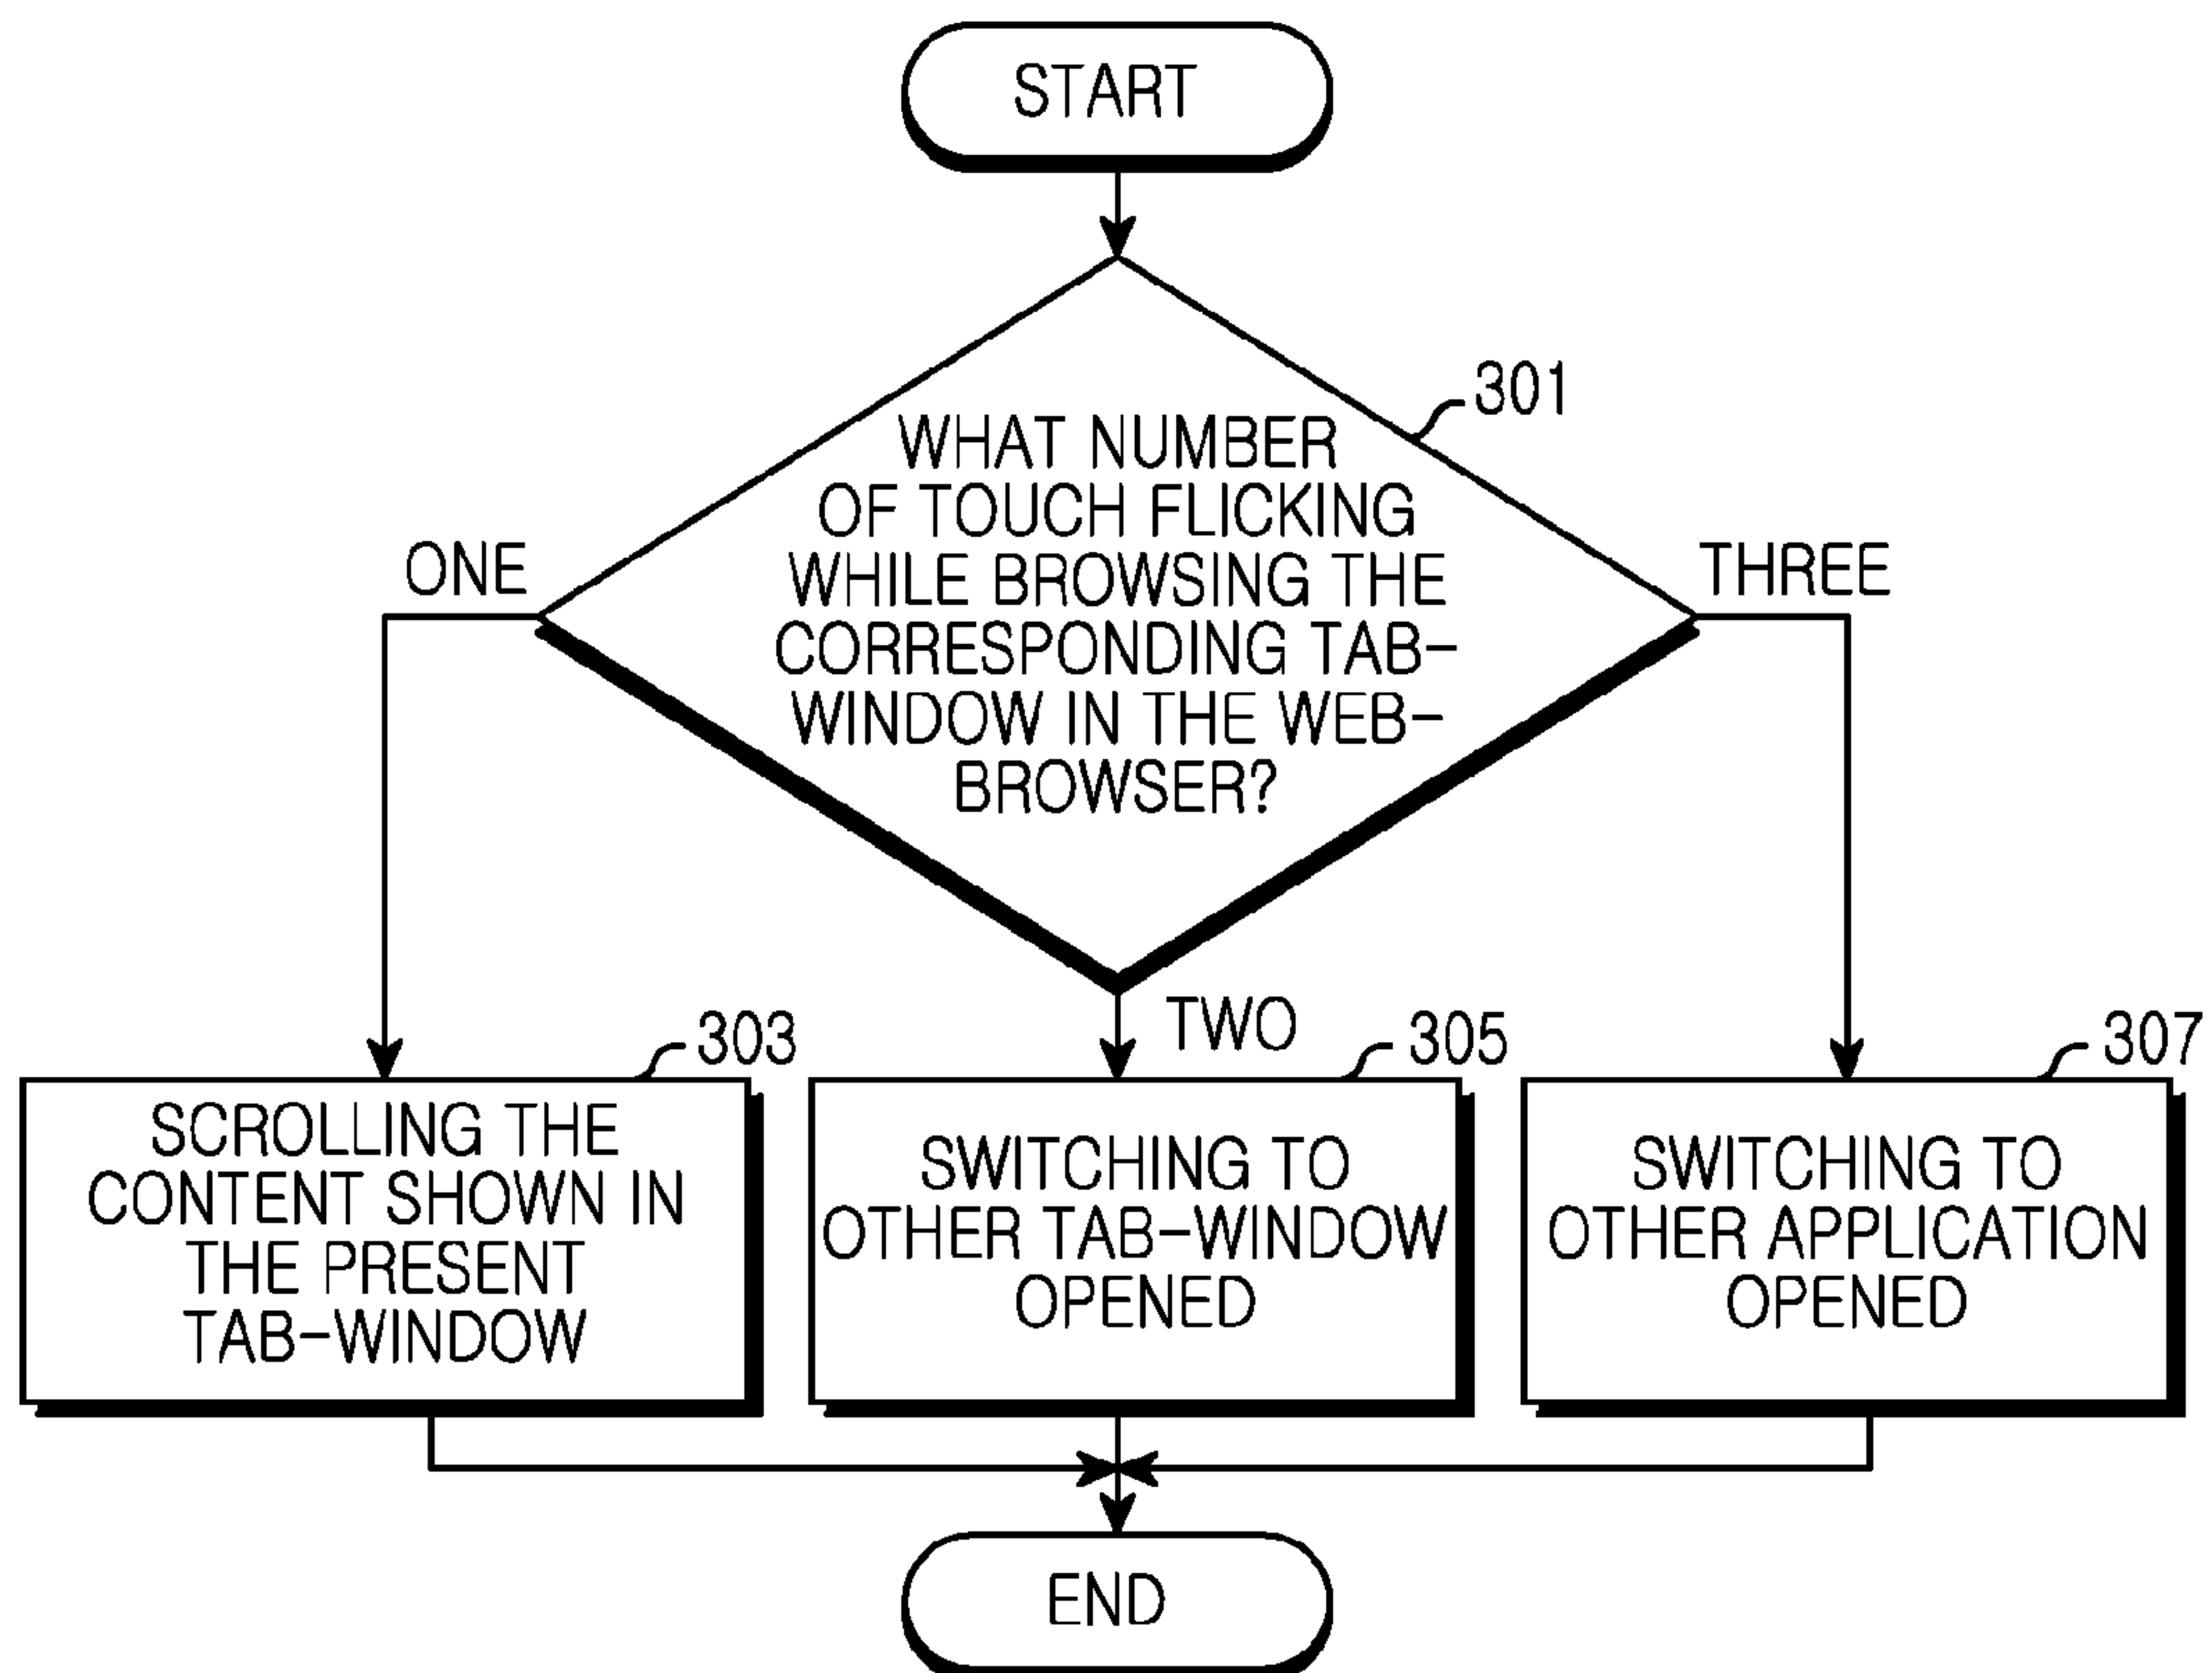 START
301
WHAT NUMBER
OF TOUCH FLICKING
WHILE BROWSING THE
CORRESPONDING TAB-
WINDOW IN THE WEB-
BROWSER?
ONE
THREE
TWO
303
SCROLLING THE
CONTENT SHOWN IN
THE PRESENT
TAB-WINDOW
305
SWITCHING TO
OTHER TAB-WINDOW
OPENED
307
SWITCHING TO
OTHER APPLICATION
OPENED
END